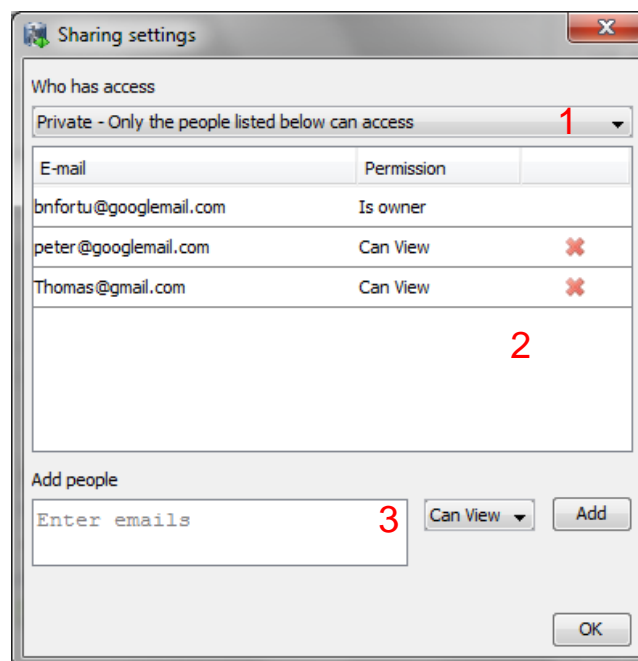 Sharing settings
Who has access
Private - Only the people listed below can access 1
E-mail Permission
bnfortu@googlemail.com Is owner
peter@googlemail.com Can View
Thomas@gmail.com Can View
2
Add people
Enter emails 3 Can View Add
OK